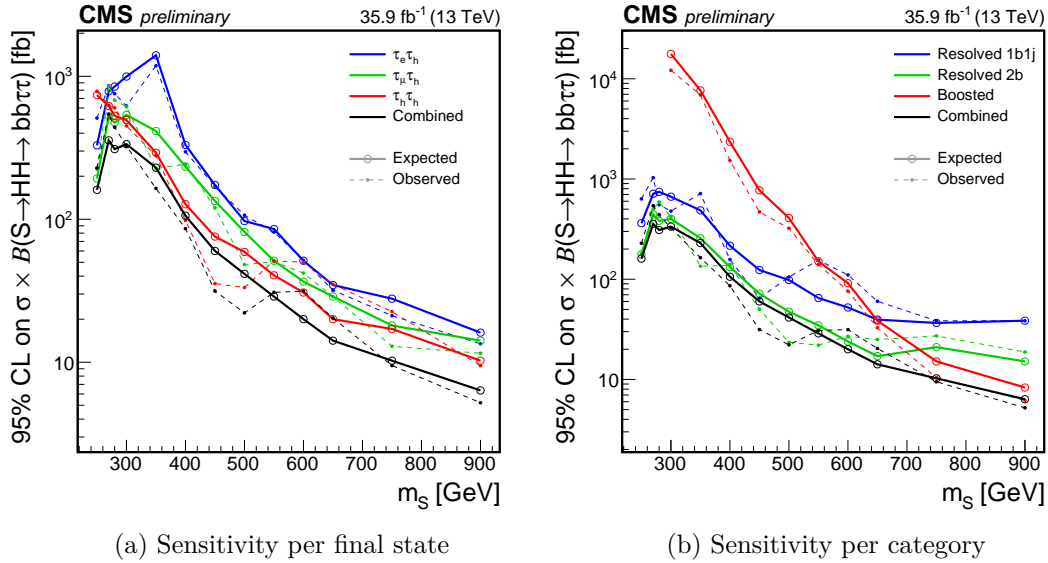 CMS preliminary 35.9 fb⁻¹ (13 TeV)
95% CL on σ × B(S→HH→ bbττ) [fb]
10³
10²
10
τₑτₕ
τ_μτₕ
τₕτₕ
Combined
Expected
Observed
300 400 500 600 700 800 900
m_S [GeV]
(a) Sensitivity per final state
CMS preliminary 35.9 fb⁻¹ (13 TeV)
95% CL on σ × B(S→HH→ bbττ) [fb]
10⁴
10³
10²
10
Resolved 1b1j
Resolved 2b
Boosted
Combined
Expected
Observed
300 400 500 600 700 800 900
m_S [GeV]
(b) Sensitivity per category